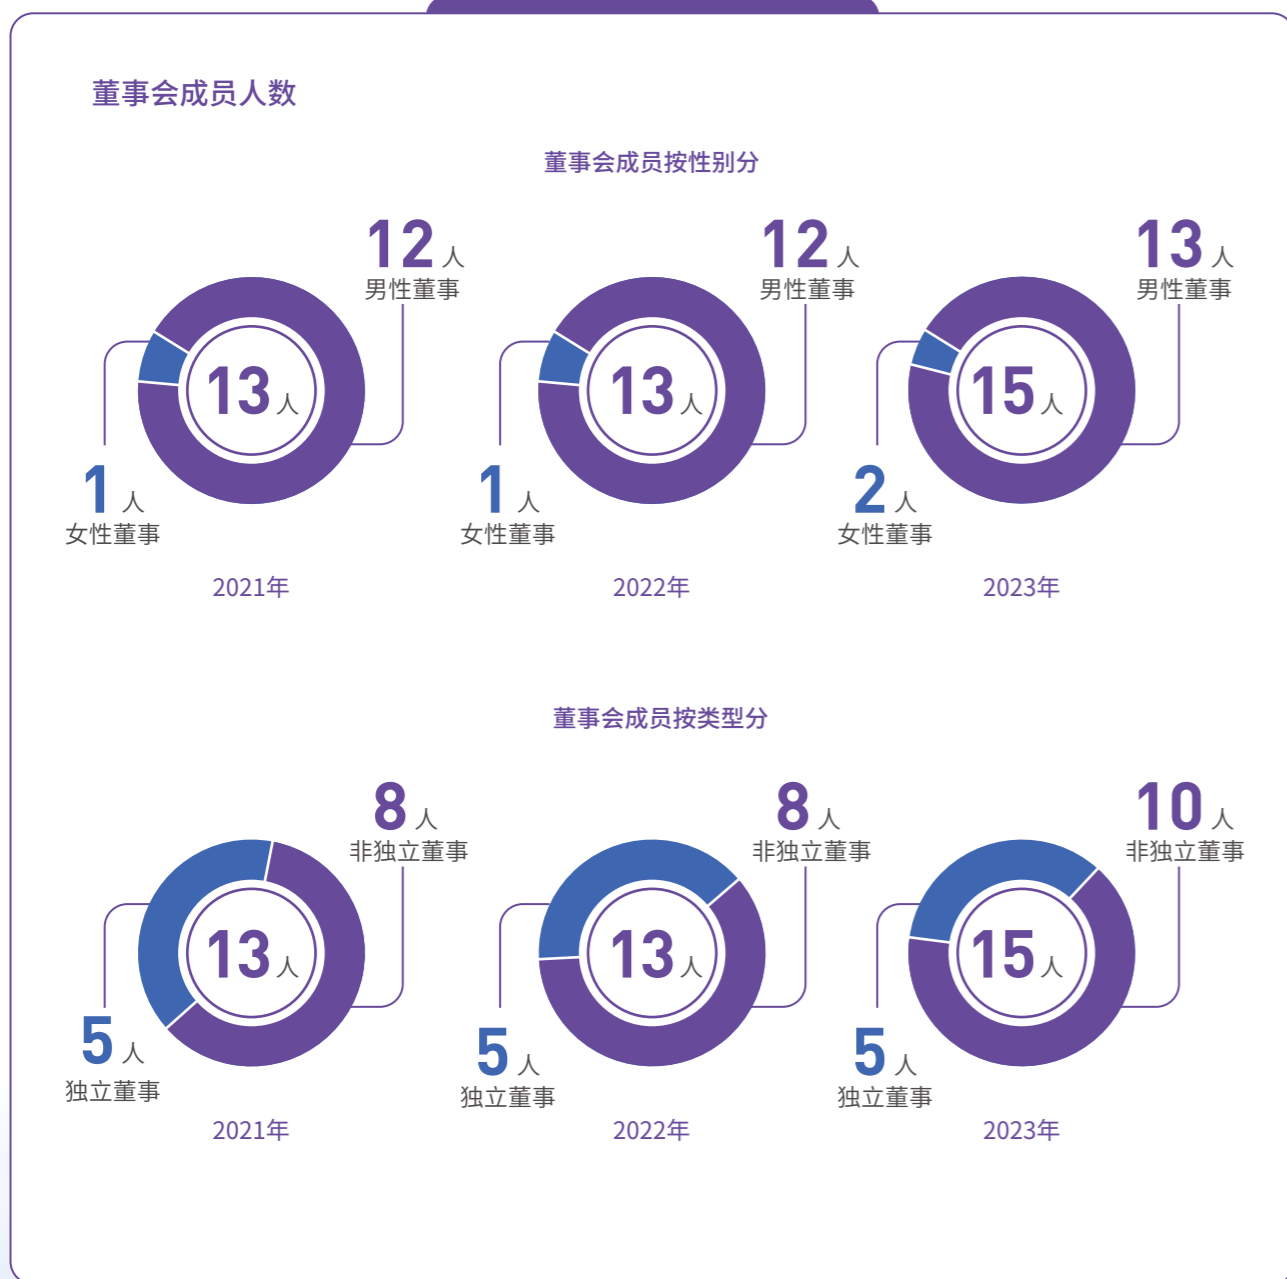 董事会成员人数
董事会成员按性别分
12人
男性董事
13人
1人
女性董事
2021年
12人
男性董事
13人
1人
女性董事
2022年
13人
男性董事
15人
2人
女性董事
2023年
董事会成员按类型分
8人
非独立董事
13人
5人
独立董事
2021年
8人
非独立董事
13人
5人
独立董事
2022年
10人
非独立董事
15人
5人
独立董事
2023年